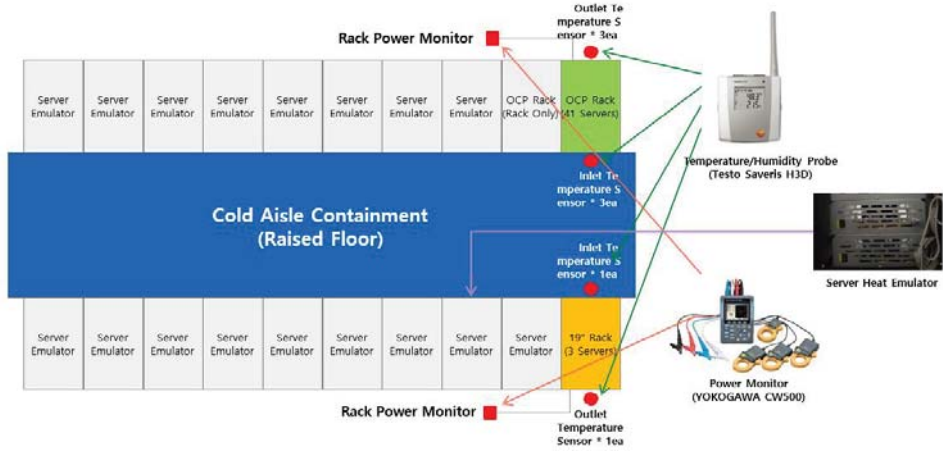 Outlet Te
mperature S
ensor * 3ea
Rack Power Monitor
Server
Emulator
Server
Emulator
Server
Emulator
Server
Emulator
Server
Emulator
Server
Emulator
Server
Emulator
Server
Emulator
OCP Rack
(Rack Only)
OCP Rack
(41 Servers)
Temperature/Humidity Probe
(Testo Saveris H3D)
Inlet Te
mperature S
ensor * 3ea
Cold Aisle Containment
(Raised Floor)
Inlet Te
mperature S
ensor * 1ea
Server Heat Emulator
Server
Emulator
Server
Emulator
Server
Emulator
Server
Emulator
Server
Emulator
Server
Emulator
Server
Emulator
Server
Emulator
Server
Emulator
19" Rack
(3 Servers)
Power Monitor
(YOKOGAWA CW500)
Rack Power Monitor
Outlet
Temperature
Sensor * 1ea